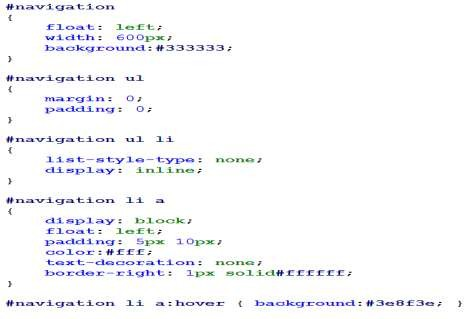 #navigation
{
float: left;
width: 600px;
background:#333333;
}
#navigation ul
{
margin: 0;
padding: 0;
}
#navigation ul li
{
list-style-type: none;
display: inline;
}
#navigation li a
{
display: block;
float: left;
padding: 5px 10px;
color:#fff;
text-decoration: none;
border-right: 1px solid#ffffff;
}
#navigation li a:hover { background:#3e8f3e; }